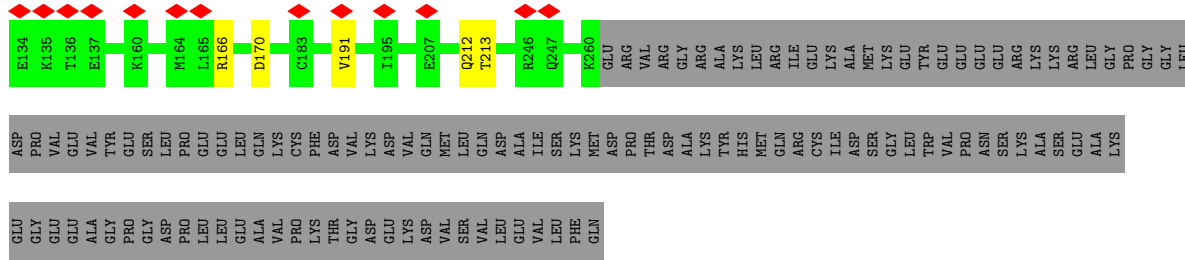 E134 K135 T136 E137 K160 M164 L165 R166 D170 C183 V191 I195 E207 Q212 T213 R246 Q247 K260 GLU ARG VAL ARG GLY ARG ALA LYS LEU ARG ILE GLU LYS ALA MET LYS GLU TYR GLU GLU GLU GLU ARG LYS LYS ARG LEU GLY PRO GLY GLY LEU
ASP PRO VAL GLU VAL TYR GLU SER LEU PRO GLU GLU LEU GLN LYS CYS PHE ASP VAL LYS ASP VAL GLN MET LEU GLN ASP ALA ILE SER LYS MET ASP PRO THR ASP ALA LYS TYR HIS MET GLN ARG CYS ILE ASP SER GLY LEU TRP VAL PRO ASN SER LYS ALA SER GLU ALA LYS
GLU GLY GLU GLU ALA GLY PRO GLY ASP PRO LEU LEU GLU ALA VAL PRO LYS THR GLY ASP GLU LYS ASP VAL SER VAL LEU GLU VAL LEU PHE GLN